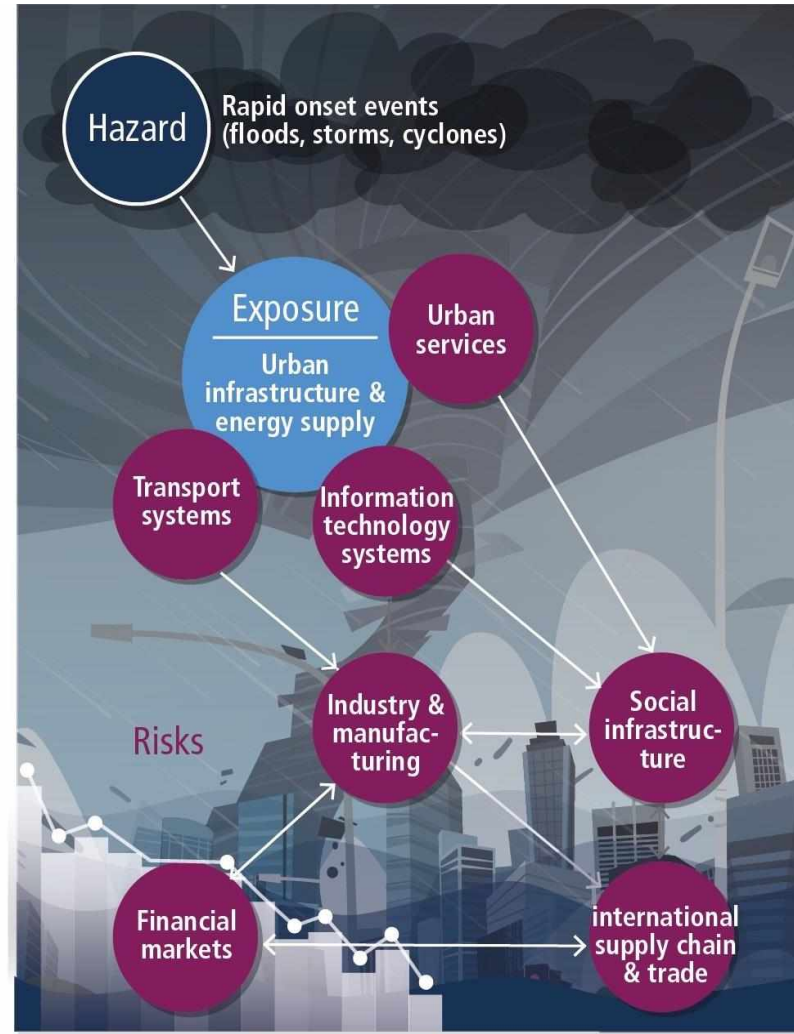 Hazard
Rapid onset events
(floods, storms, cyclones)
Exposure
Urban
infrastructure &
energy supply
Urban
services
Transport
systems
Information
technology
systems
Industry &
manufac-
turing
Social
infrastruc-
ture
Risks
Financial
markets
international
supply chain
& trade